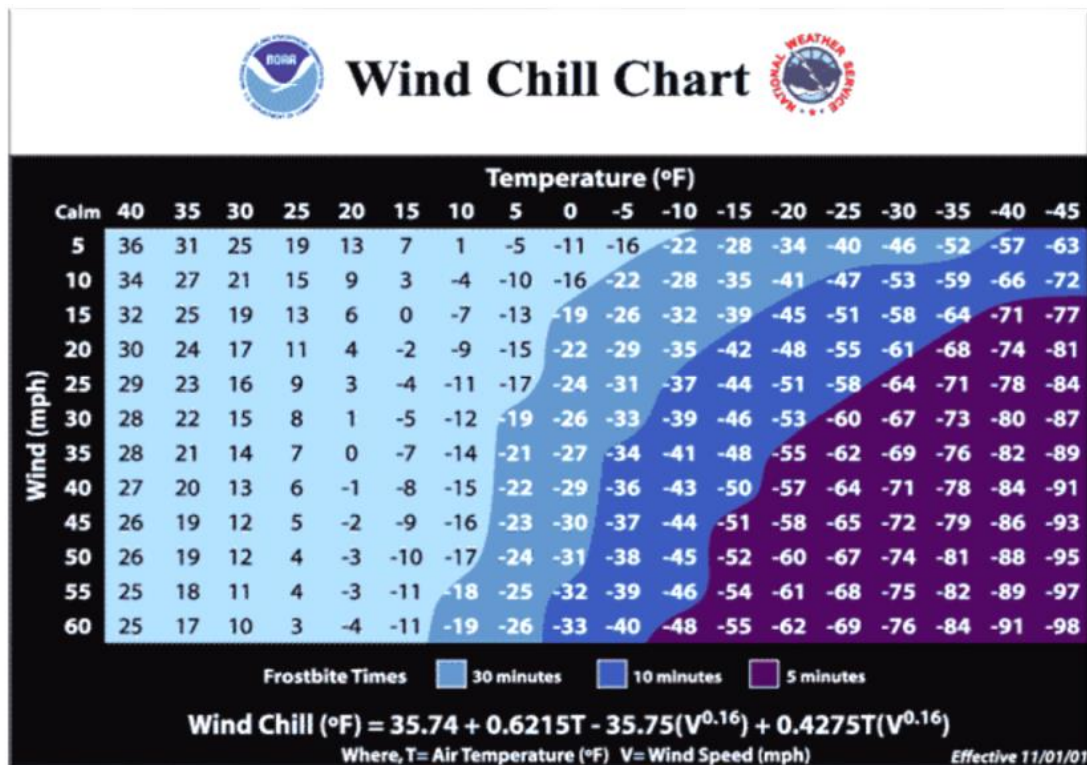 NOAA
Wind Chill Chart
NATIONAL WEATHER SERVICE
Temperature (ºF)
Calm 40 35 30 25 20 15 10 5 0 -5 -10 -15 -20 -25 -30 -35 -40 -45
Wind (mph)
5 36 31 25 19 13 7 1 -5 -11 -16 -22 -28 -34 -40 -46 -52 -57 -63
10 34 27 21 15 9 3 -4 -10 -16 -22 -28 -35 -41 -47 -53 -59 -66 -72
15 32 25 19 13 6 0 -7 -13 -19 -26 -32 -39 -45 -51 -58 -64 -71 -77
20 30 24 17 11 4 -2 -9 -15 -22 -29 -35 -42 -48 -55 -61 -68 -74 -81
25 29 23 16 9 3 -4 -11 -17 -24 -31 -37 -44 -51 -58 -64 -71 -78 -84
30 28 22 15 8 1 -5 -12 -19 -26 -33 -39 -46 -53 -60 -67 -73 -80 -87
35 28 21 14 7 0 -7 -14 -21 -27 -34 -41 -48 -55 -62 -69 -76 -82 -89
40 27 20 13 6 -1 -8 -15 -22 -29 -36 -43 -50 -57 -64 -71 -78 -84 -91
45 26 19 12 5 -2 -9 -16 -23 -30 -37 -44 -51 -58 -65 -72 -79 -86 -93
50 26 19 12 4 -3 -10 -17 -24 -31 -38 -45 -52 -60 -67 -74 -81 -88 -95
55 25 18 11 4 -3 -11 -18 -25 -32 -39 -46 -54 -61 -68 -75 -82 -89 -97
60 25 17 10 3 -4 -11 -19 -26 -33 -40 -48 -55 -62 -69 -76 -84 -91 -98
Frostbite Times 30 minutes 10 minutes 5 minutes
Wind Chill (ºF) = 35.74 + 0.6215T - 35.75(V^0.16) + 0.4275T(V^0.16)
Where, T= Air Temperature (ºF) V= Wind Speed (mph) Effective 11/01/01